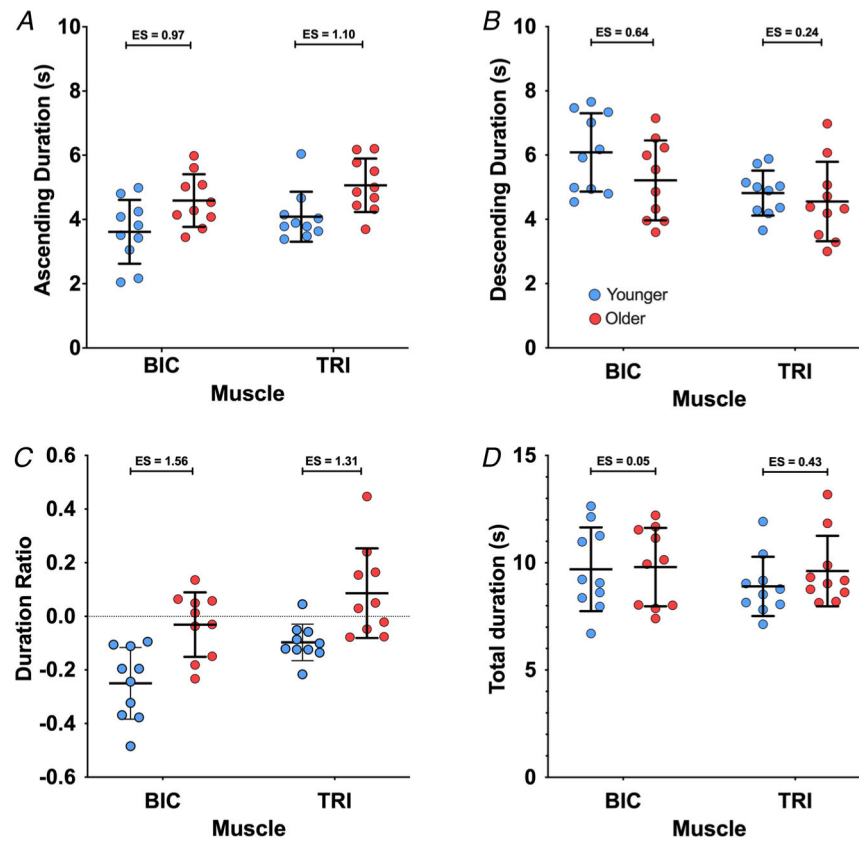 A
Ascending Duration (s)
10
8
6
4
2
0
ES = 0.97
ES = 1.10
BIC
TRI
Muscle
B
Descending Duration (s)
10
8
6
4
2
0
ES = 0.64
ES = 0.24
Younger
Older
BIC
TRI
Muscle
C
Duration Ratio
0.6
0.4
0.2
0.0
-0.2
-0.4
-0.6
ES = 1.56
ES = 1.31
BIC
TRI
Muscle
D
Total duration (s)
15
10
5
0
ES = 0.05
ES = 0.43
BIC
TRI
Muscle